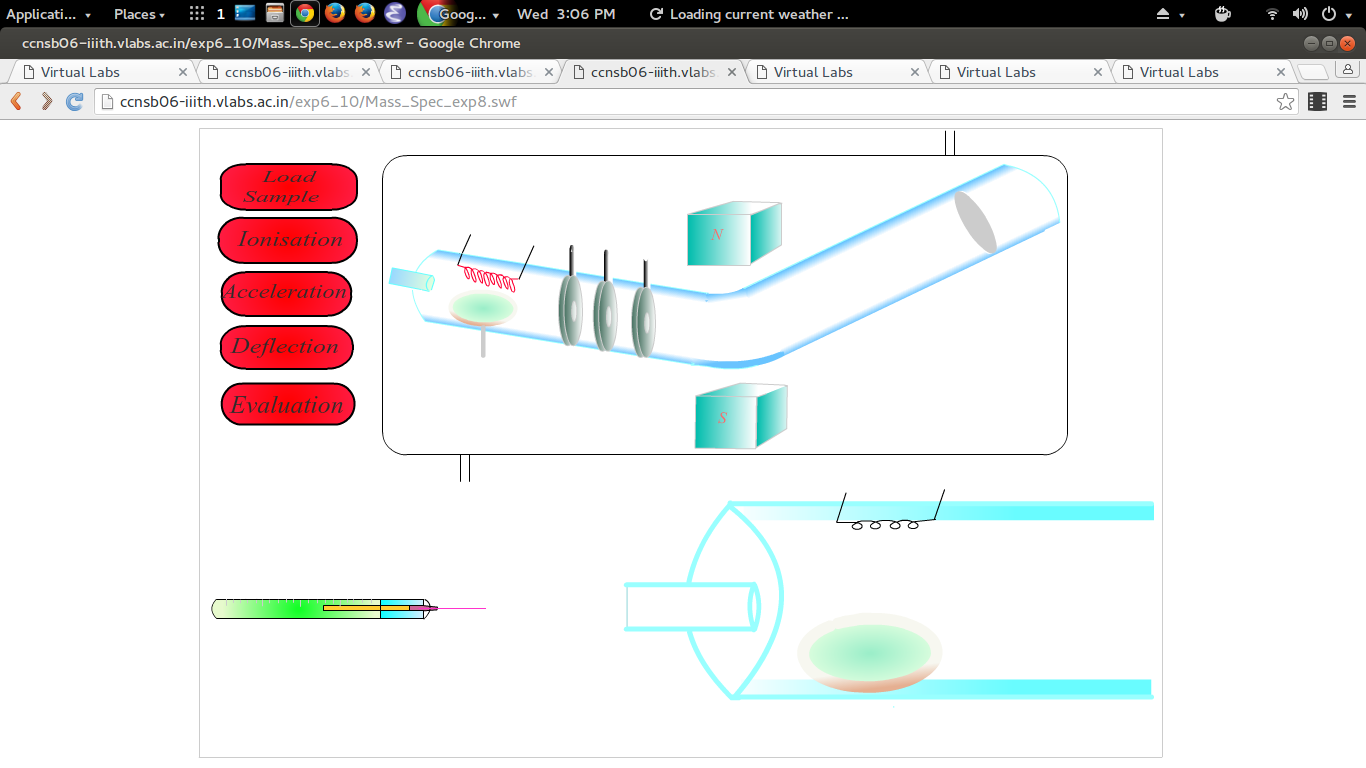 Applicati... Places 1 Goog... Wed 3:06 PM Loading current weather ...
ccnsb06-iiith.vlabs.ac.in/exp6_10/Mass_Spec_exp8.swf - Google Chrome
Virtual Labs ccnsb06-iiith.vlabs ccnsb06-iiith.vlabs ccnsb06-iiith.vlabs Virtual Labs Virtual Labs Virtual Labs
ccnsb06-iiith.vlabs.ac.in/exp6_10/Mass_Spec_exp8.swf
Load
Sample
Ionisation
Acceleration
Deflection
Evaluation
N
S